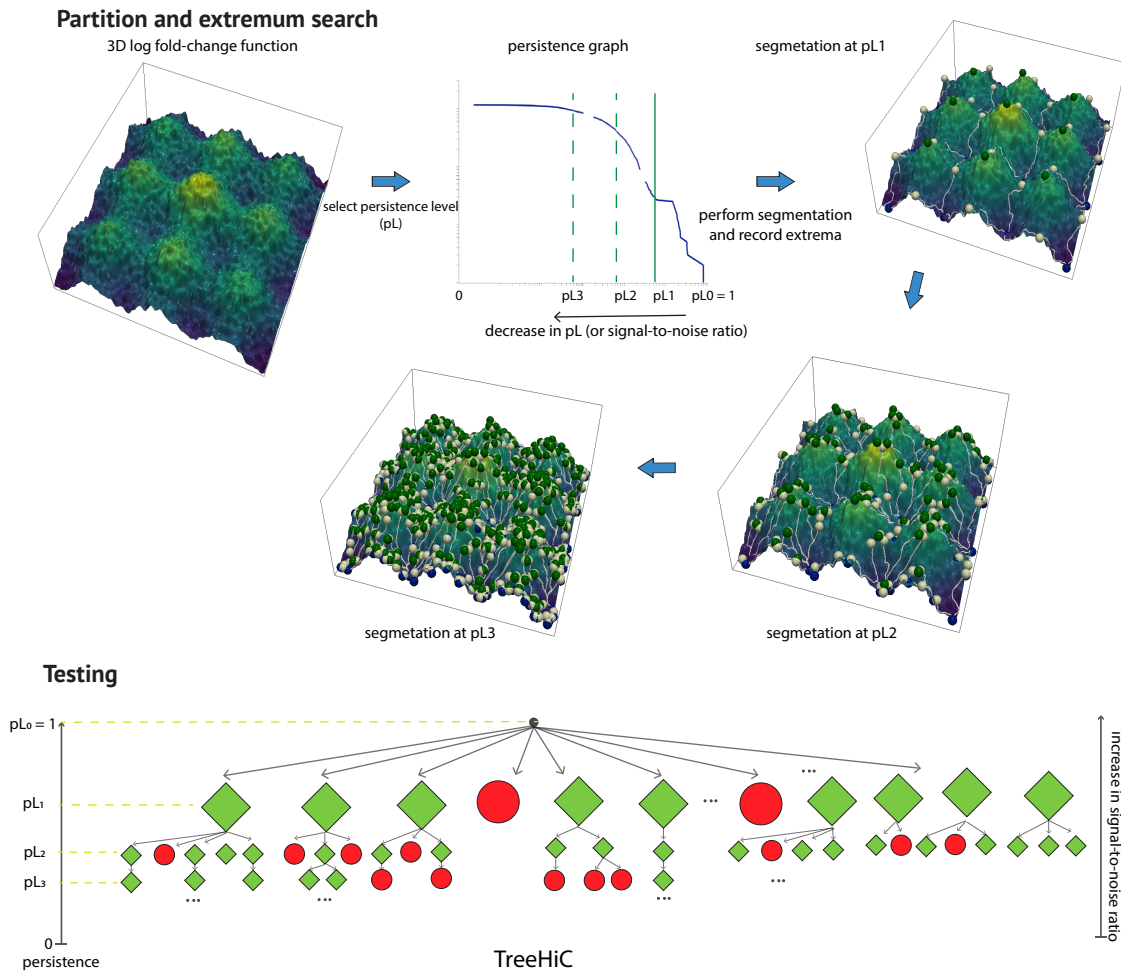 Partition and extremum search
3D log fold-change function
persistence graph
segmetation at pL1
select persistence level
(pL)
perform segmentation
and record extrema
0
pL3
pL2
pL1
pL0 = 1
decrease in pL (or signal-to-noise ratio)
segmetation at pL3
segmetation at pL2
Testing
pL₀ = 1
...
pL₁
...
pL₂
pL₃
...
...
...
...
0
persistence
increase in signal-to-noise ratio
TreeHiC